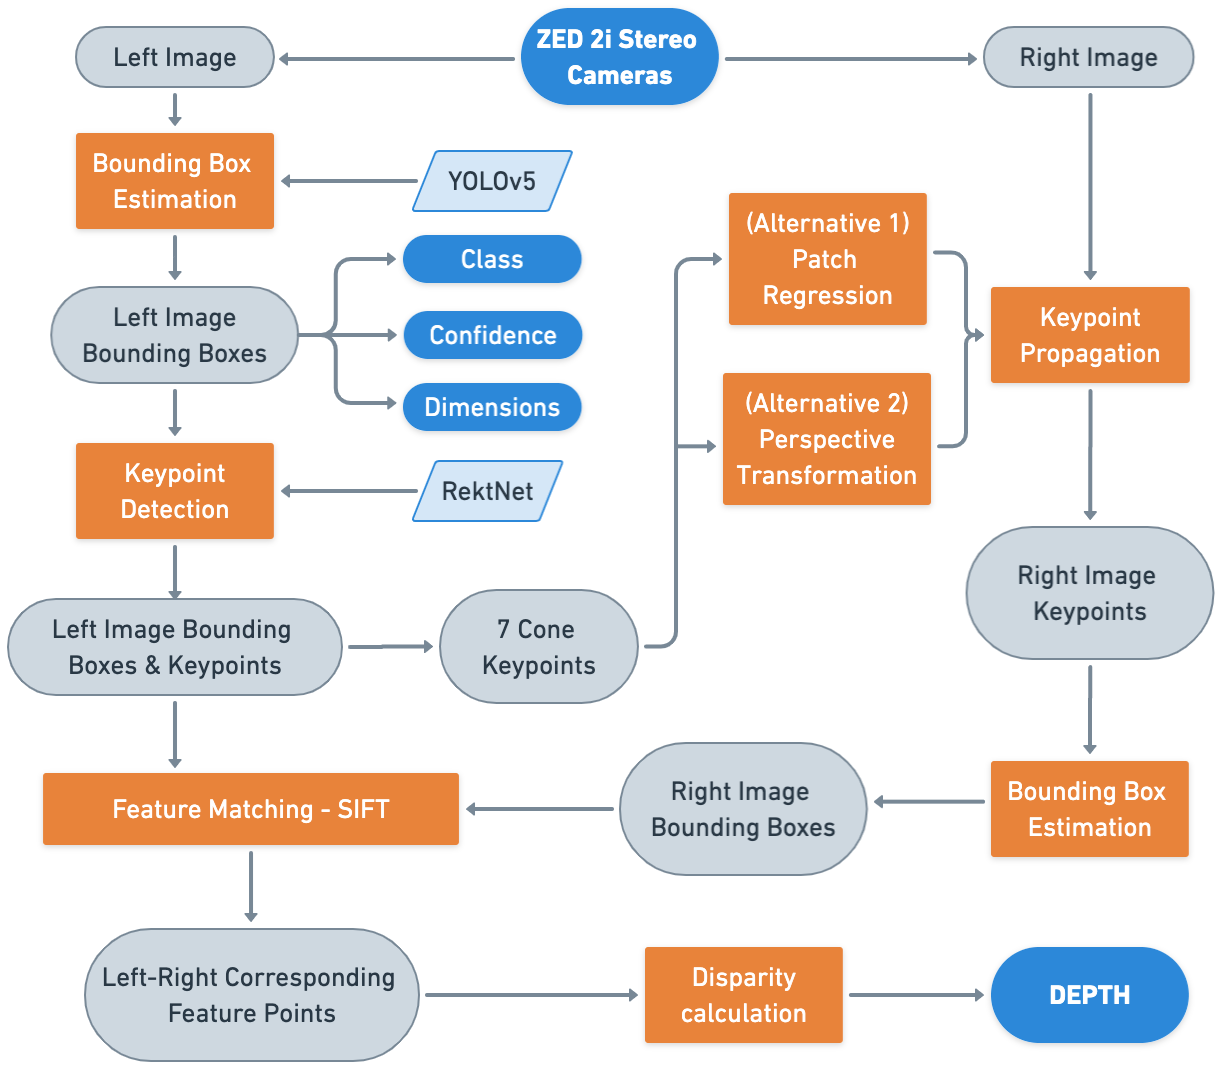 Left Image
ZED 2i Stereo
Cameras
Right Image
Bounding Box
Estimation
YOLOv5
Class
Left Image
Bounding Boxes
Confidence
Dimensions
(Alternative 1)
Patch
Regression
Keypoint
Propagation
(Alternative 2)
Perspective
Transformation
Keypoint
Detection
RektNet
Left Image Bounding
Boxes & Keypoints
7 Cone
Keypoints
Right Image
Keypoints
Feature Matching - SIFT
Right Image
Bounding Boxes
Bounding Box
Estimation
Left-Right Corresponding
Feature Points
Disparity
calculation
DEPTH